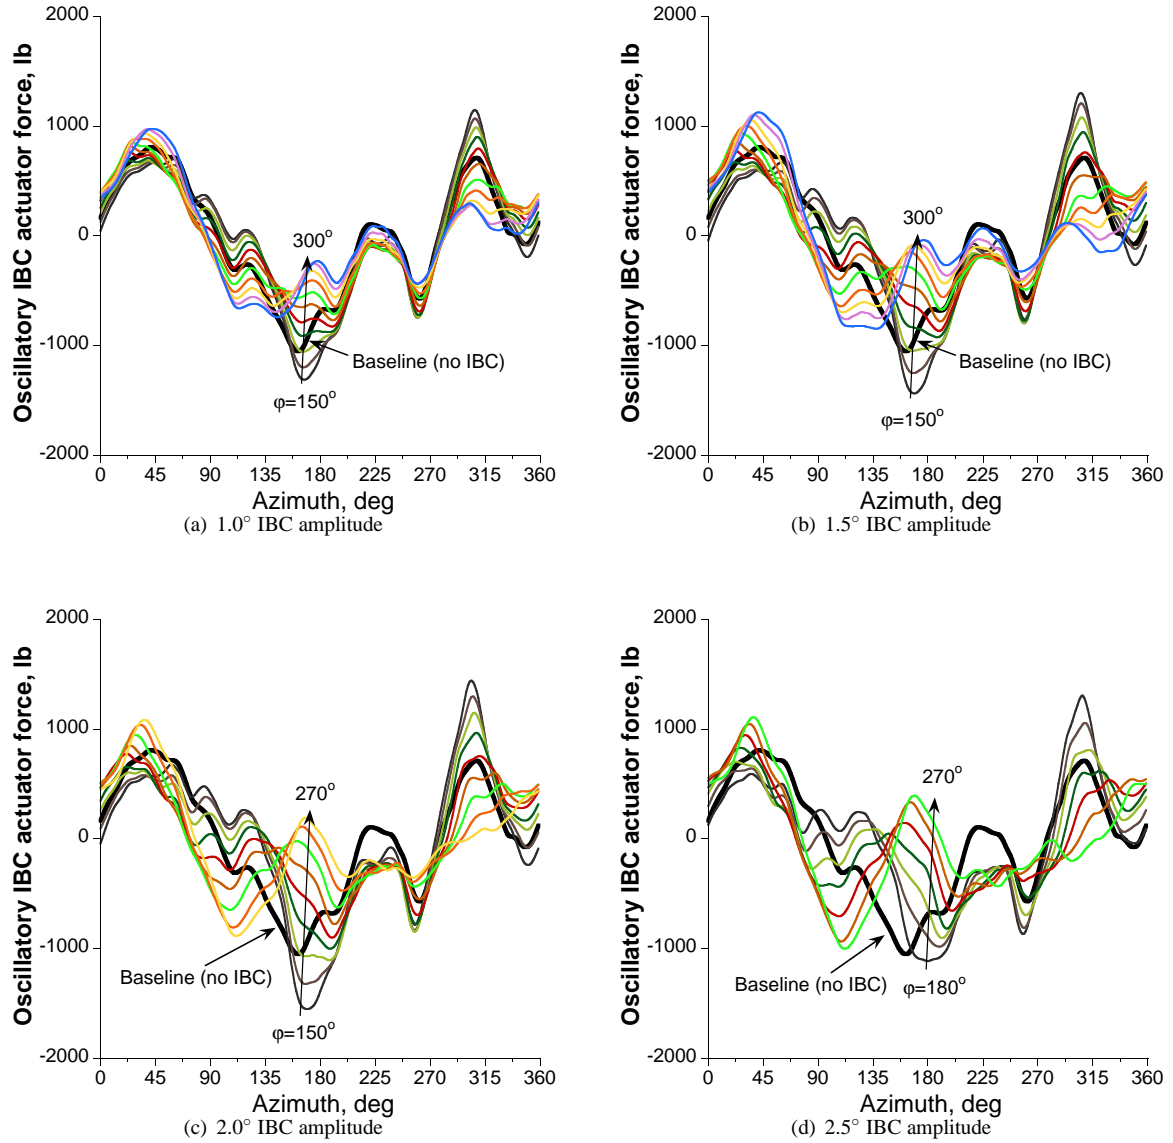 2000
1000
0
-1000
-2000
Oscillatory IBC actuator force, lb
300°
Baseline (no IBC)
φ=150°
0 45 90 135 180 225 270 315 360
Azimuth, deg
(a) 1.0° IBC amplitude
2000
1000
0
-1000
-2000
Oscillatory IBC actuator force, lb
300°
Baseline (no IBC)
φ=150°
0 45 90 135 180 225 270 315 360
Azimuth, deg
(b) 1.5° IBC amplitude
2000
1000
0
-1000
-2000
Oscillatory IBC actuator force, lb
270°
Baseline (no IBC)
φ=150°
0 45 90 135 180 225 270 315 360
Azimuth, deg
(c) 2.0° IBC amplitude
2000
1000
0
-1000
-2000
Oscillatory IBC actuator force, lb
270°
Baseline (no IBC)
φ=180°
0 45 90 135 180 225 270 315 360
Azimuth, deg
(d) 2.5° IBC amplitude